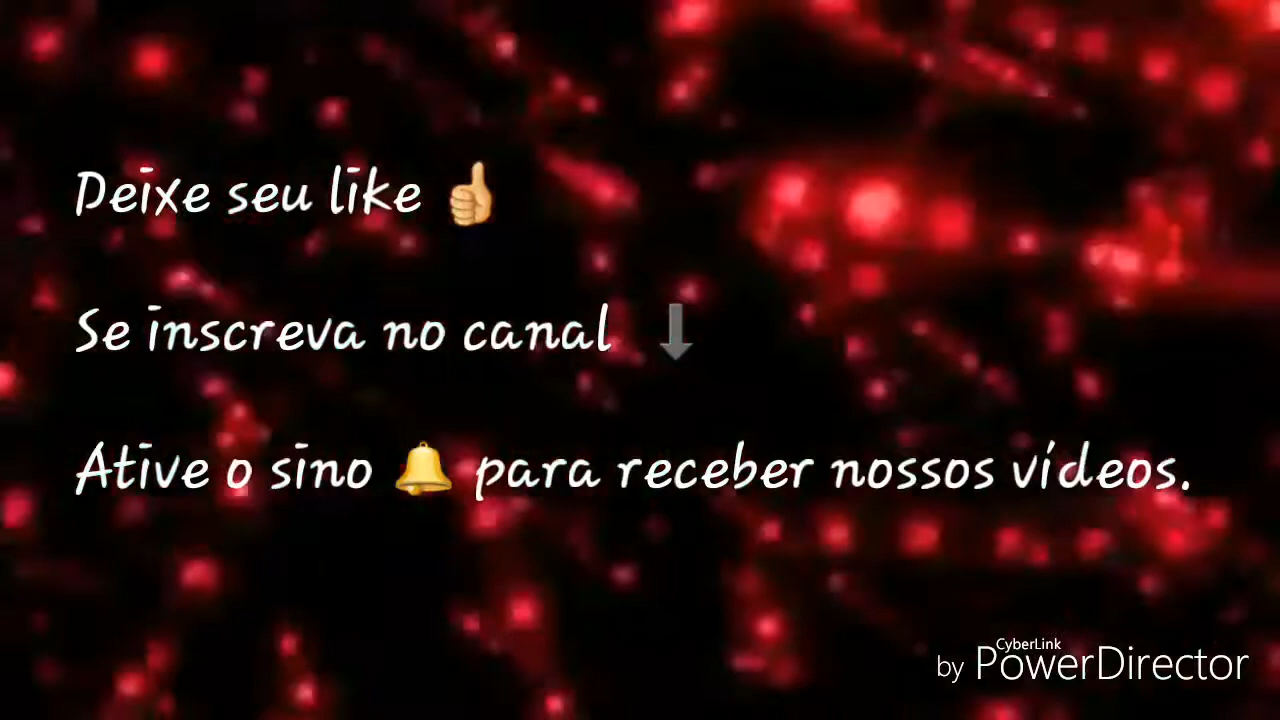 Deixe seu like 👍
Se inscreva no canal ⬇
Ative o sino 🔔 para receber nossos vídeos.
CyberLink
by PowerDirector